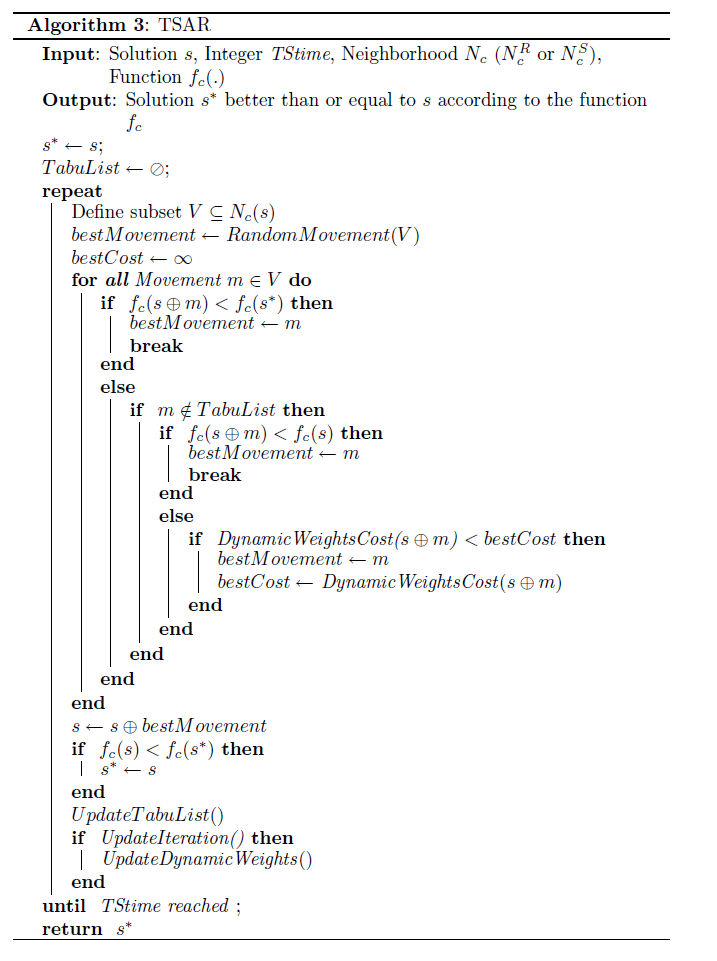 Algorithm 3: TSAR
Input: Solution s, Integer TStime, Neighborhood N_c (N_c^R or N_c^S),
Function f_c(.)
Output: Solution s* better than or equal to s according to the function
f_c
s* ← s;
TabuList ← ∅;
repeat
Define subset V ⊆ N_c(s)
bestMovement ← RandomMovement(V)
bestCost ← ∞
for all Movement m ∈ V do
if f_c(s ⊕ m) < f_c(s*) then
bestMovement ← m
break
end
else
if m ∉ TabuList then
if f_c(s ⊕ m) < f_c(s) then
bestMovement ← m
break
end
else
if DynamicWeightsCost(s ⊕ m) < bestCost then
bestMovement ← m
bestCost ← DynamicWeightsCost(s ⊕ m)
end
end
end
end
end
s ← s ⊕ bestMovement
if f_c(s) < f_c(s*) then
s* ← s
end
UpdateTabuList()
if UpdateIteration() then
UpdateDynamicWeights()
end
until TStime reached ;
return s*